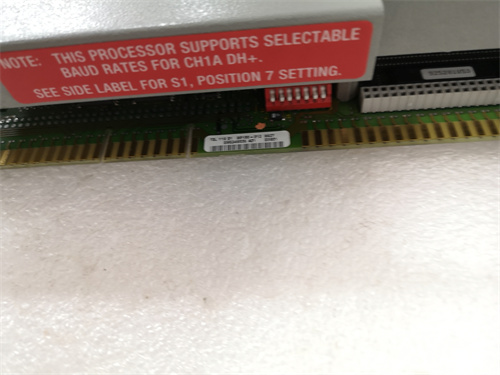 NOTE: THIS PROCESSOR SUPPORTS SELECTABLE
BAUD RATES FOR CH1A DH+.
SEE SIDE LABEL FOR S1, POSITION 7 SETTING.